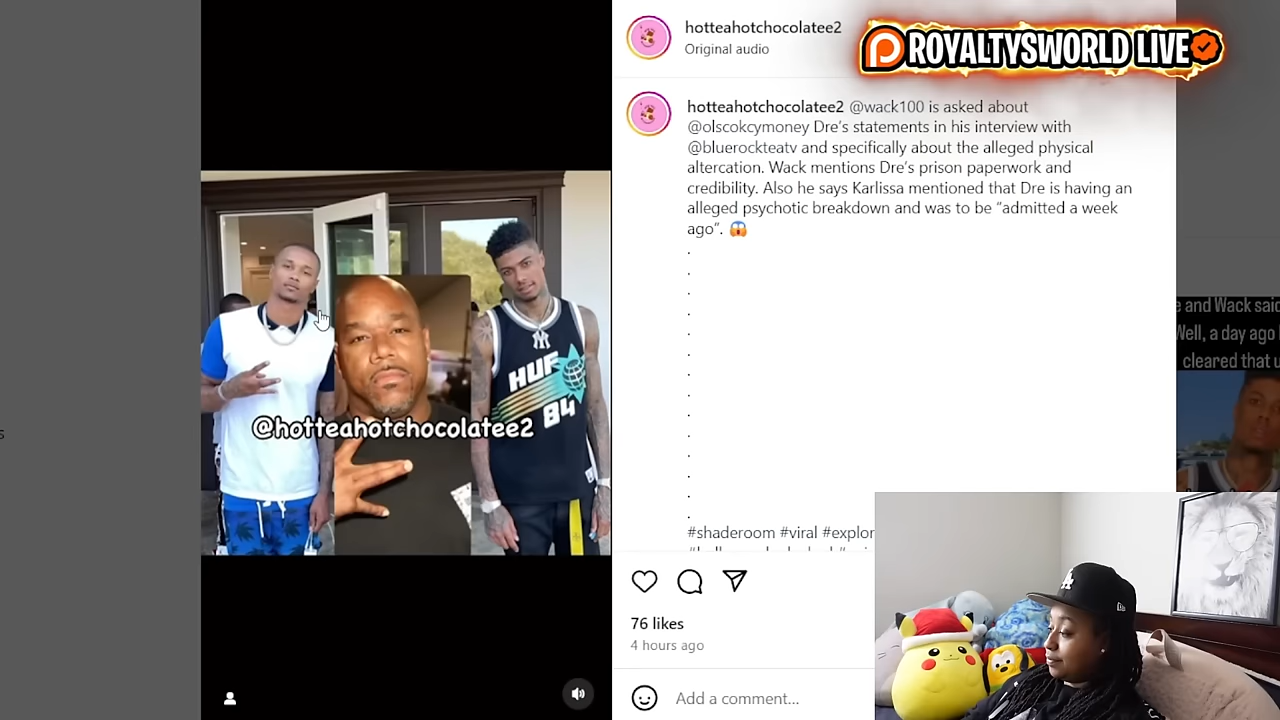 hotteahotchocolatee2
Original audio
ROYALTYSWORLD LIVE
hotteahotchocolatee2 @wack100 is asked about
@olscokcymoney Dre's statements in his interview with
@bluerockteatv and specifically about the alleged physical
altercation. Wack mentions Dre's prison paperwork and
credibility. Also he says Karlissa mentioned that Dre is having an
alleged psychotic breakdown and was to be “admitted a week
ago”. 😱
.
.
.
.
.
.
.
.
.
.
.
.
.
.
#shaderoom #viral #explor
e and Wack said
Well, a day ago
cleared that u
HUF
84
@hotteahotchocolatee2
76 likes
4 hours ago
Add a comment...
s